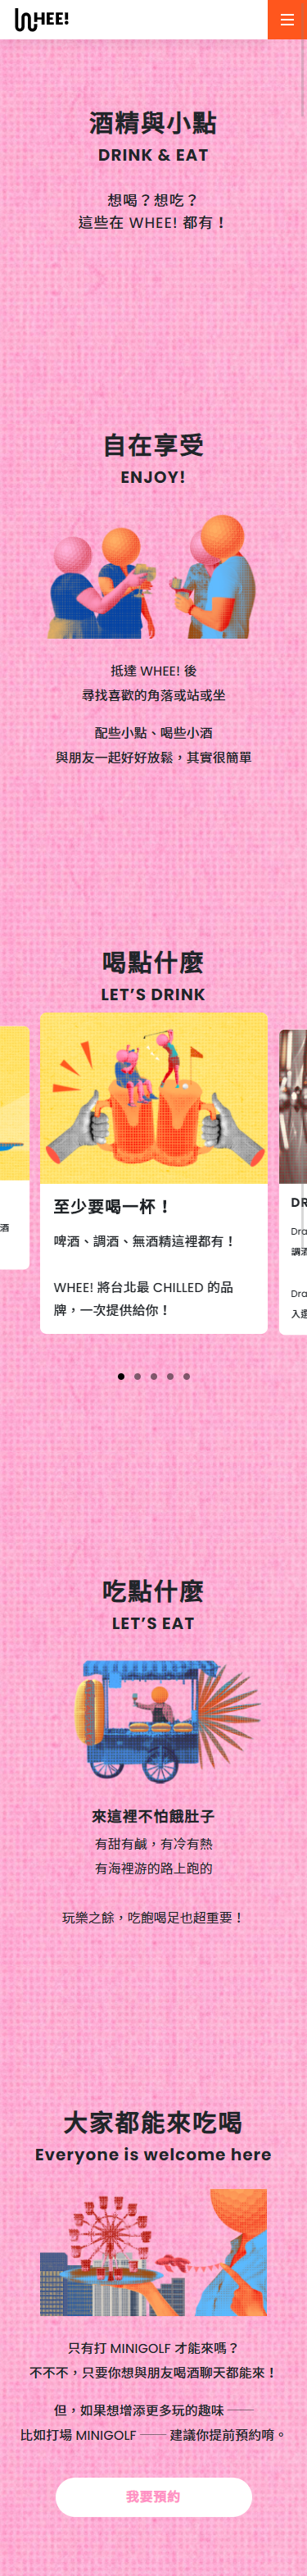 WHEE!
酒精與小點
DRINK & EAT
想喝？想吃？
這些在 WHEE! 都有！
自在享受
ENJOY!
抵達 WHEE! 後
尋找喜歡的角落或站或坐
配些小點、喝些小酒
與朋友一起好好放鬆，其實很簡單
喝點什麼
LET’S DRINK
酒
至少要喝一杯！
啤酒、調酒、無酒精這裡都有！
WHEE! 將台北最 CHILLED 的品
牌，一次提供給你！
DR
Dra
調酒
Dra
入選
吃點什麼
LET’S EAT
來這裡不怕餓肚子
有甜有鹹，有冷有熱
有海裡游的路上跑的
玩樂之餘，吃飽喝足也超重要！
大家都能來吃喝
Everyone is welcome here
只有打 MINIGOLF 才能來嗎？
不不不，只要你想與朋友喝酒聊天都能來！
但，如果想增添更多玩的趣味 ——
比如打場 MINIGOLF —— 建議你提前預約唷。
我要預約